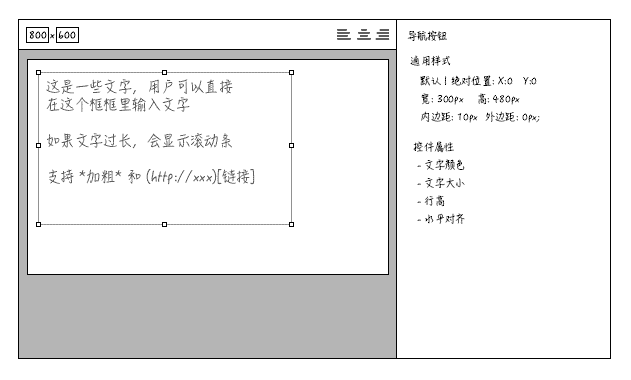 800 x 600
导航按钮
通用样式
默认 | 绝对位置: X:0 Y:0
宽: 300px 高: 480px
内边距: 10px 外边距: 0px;
控件属性
- 文字颜色
- 文字大小
- 行高
- 水平对齐
这是一些文字，用户可以直接
在这个框框里输入文字
如果文字过长，会显示滚动条
支持 *加粗* 和 (http://xxx)[链接]